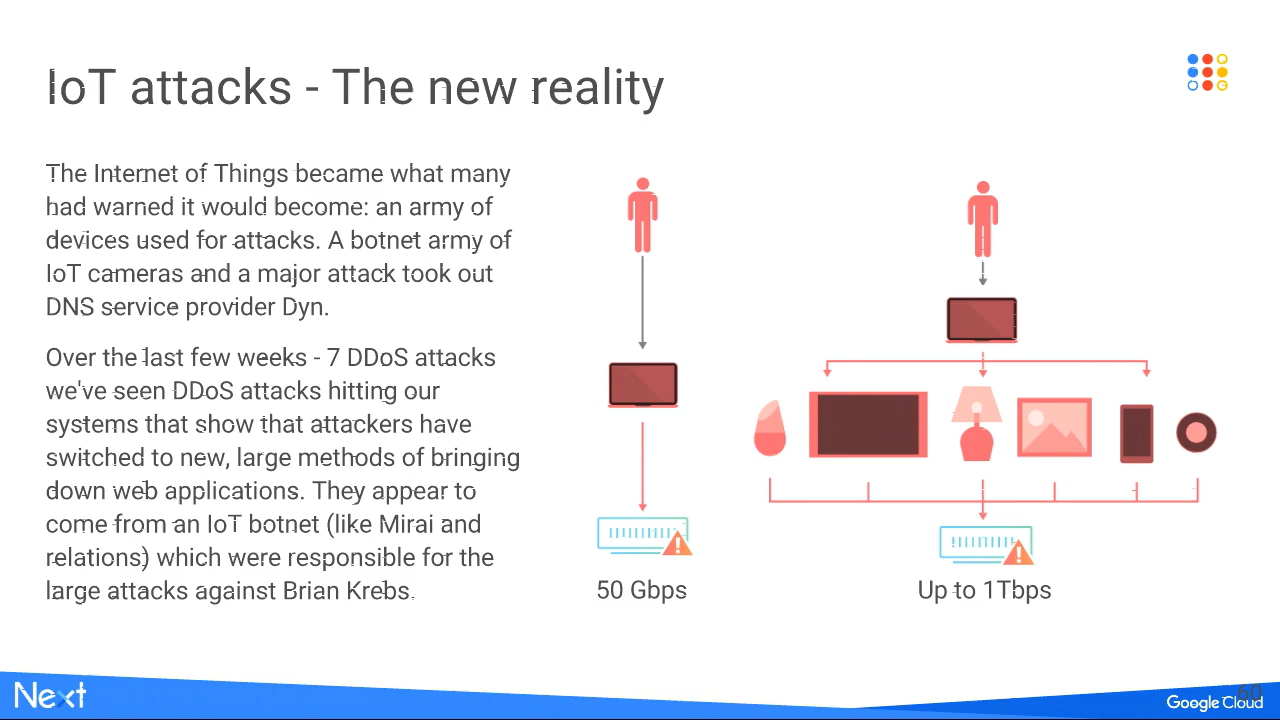 IoT attacks - The new reality
The Internet of Things became what many
had warned it would become: an army of
devices used for attacks. A botnet army of
IoT cameras and a major attack took out
DNS service provider Dyn.
Over the last few weeks - 7 DDoS attacks
we've seen DDoS attacks hitting our
systems that show that attackers have
switched to new, large methods of bringing
down web applications. They appear to
come from an IoT botnet (like Mirai and
relations) which were responsible for the
large attacks against Brian Krebs.
50 Gbps
Up to 1Tbps
Next
Google Cloud
60